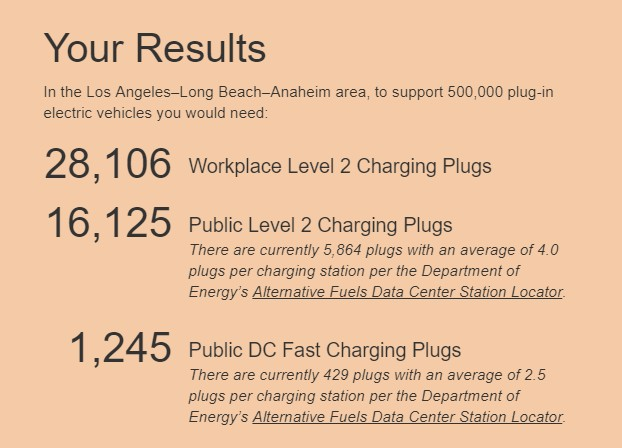 Your Results
In the Los Angeles–Long Beach–Anaheim area, to support 500,000 plug-in
electric vehicles you would need:
28,106 Workplace Level 2 Charging Plugs
16,125 Public Level 2 Charging Plugs
There are currently 5,864 plugs with an average of 4.0
plugs per charging station per the Department of
Energy’s Alternative Fuels Data Center Station Locator.
1,245 Public DC Fast Charging Plugs
There are currently 429 plugs with an average of 2.5
plugs per charging station per the Department of
Energy’s Alternative Fuels Data Center Station Locator.